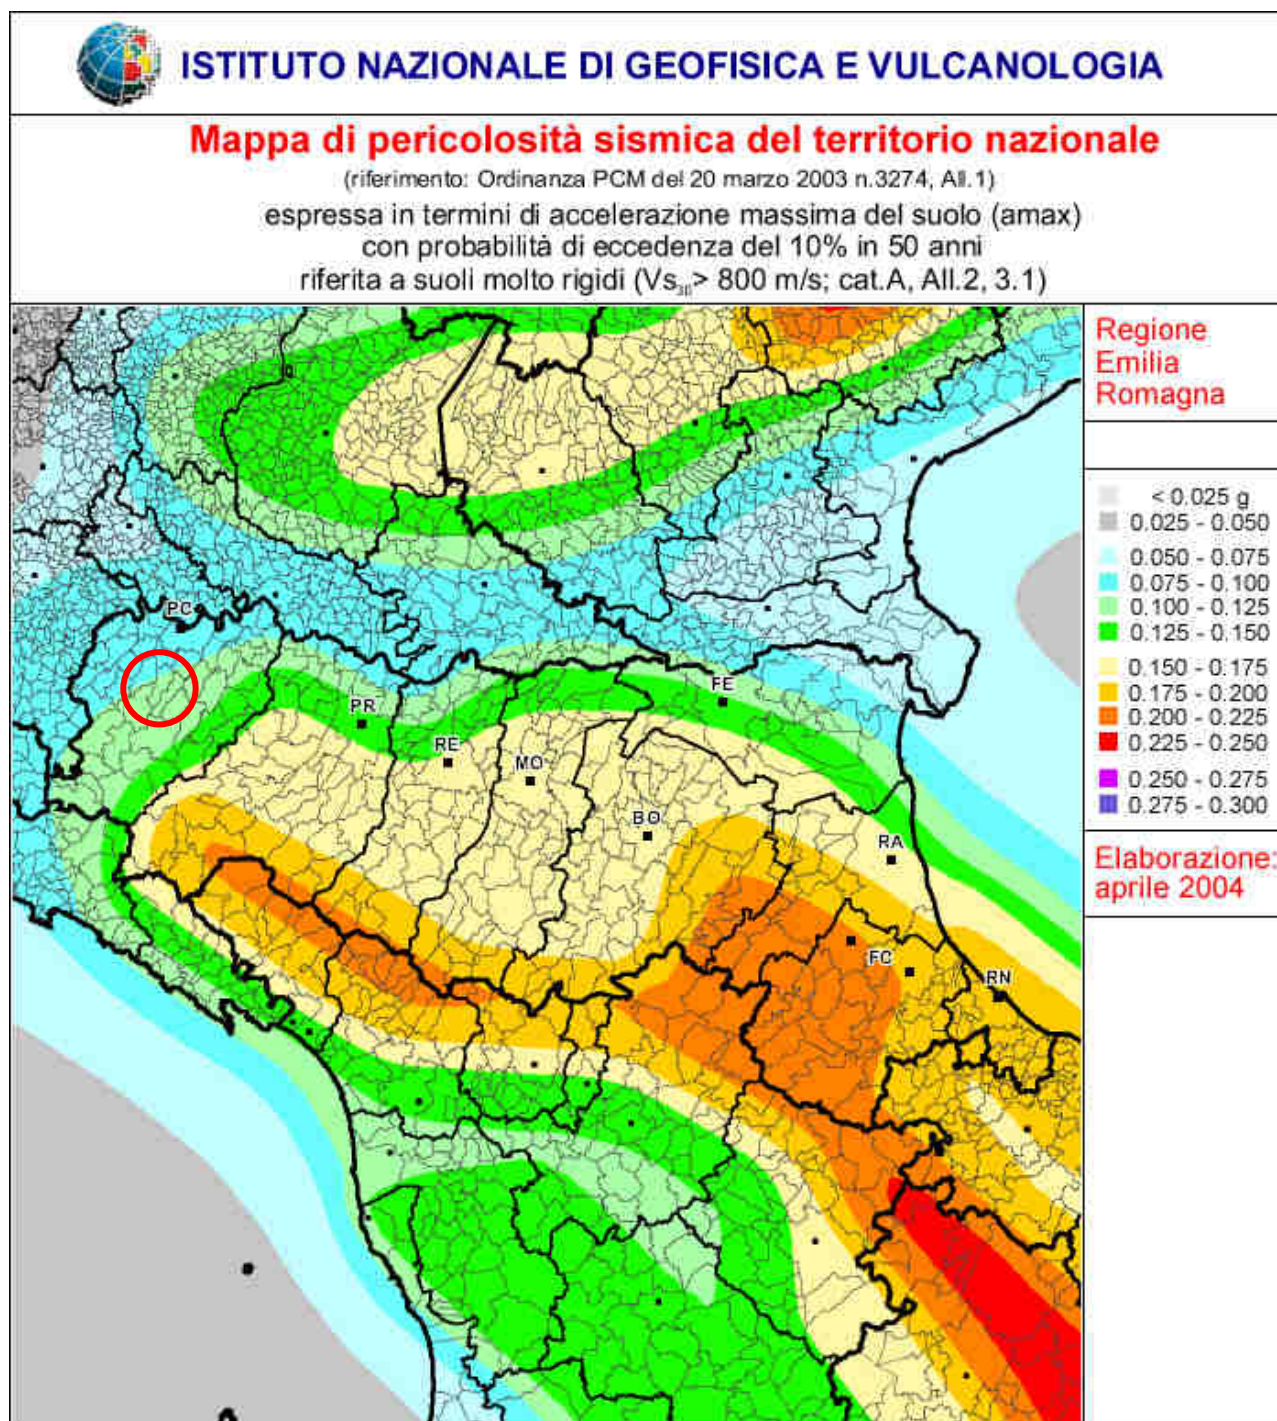 ISTITUTO NAZIONALE DI GEOFISICA E VULCANOLOGIA
Mappa di pericolosità sismica del territorio nazionale
(riferimento: Ordinanza PCM del 20 marzo 2003 n.3274, All.1)
espressa in termini di accelerazione massima del suolo (amax)
con probabilità di eccedenza del 10% in 50 anni
riferita a suoli molto rigidi (Vs₃₀> 800 m/s; cat.A, All.2, 3.1)
Regione
Emilia
Romagna
< 0.025 g
0.025 - 0.050
0.050 - 0.075
0.075 - 0.100
0.100 - 0.125
0.125 - 0.150
0.150 - 0.175
0.175 - 0.200
0.200 - 0.225
0.225 - 0.250
0.250 - 0.275
0.275 - 0.300
Elaborazione:
aprile 2004
PC
PR
RE
MO
FE
BO
RA
FC
RN